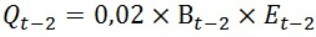 Q_{t−2} = 0,02 × B_{t−2} × E_{t−2}